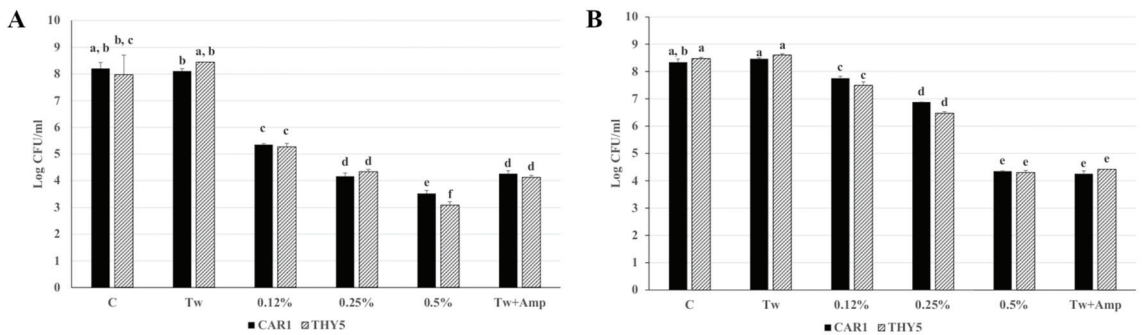 A
Log CFU/ml
10
9
8
7
6
5
4
3
2
1
0
a, b
b, c
b
a, b
c
c
d
d
e
f
d
d
C
Tw
0.12%
0.25%
0.5%
Tw+Amp
CAR1
THY5
B
Log CFU/ml
10
9
8
7
6
5
4
3
2
1
0
a, b
a
a
a
c
c
d
d
e
e
e
e
C
Tw
0.12%
0.25%
0.5%
Tw+Amp
CAR1
THY5